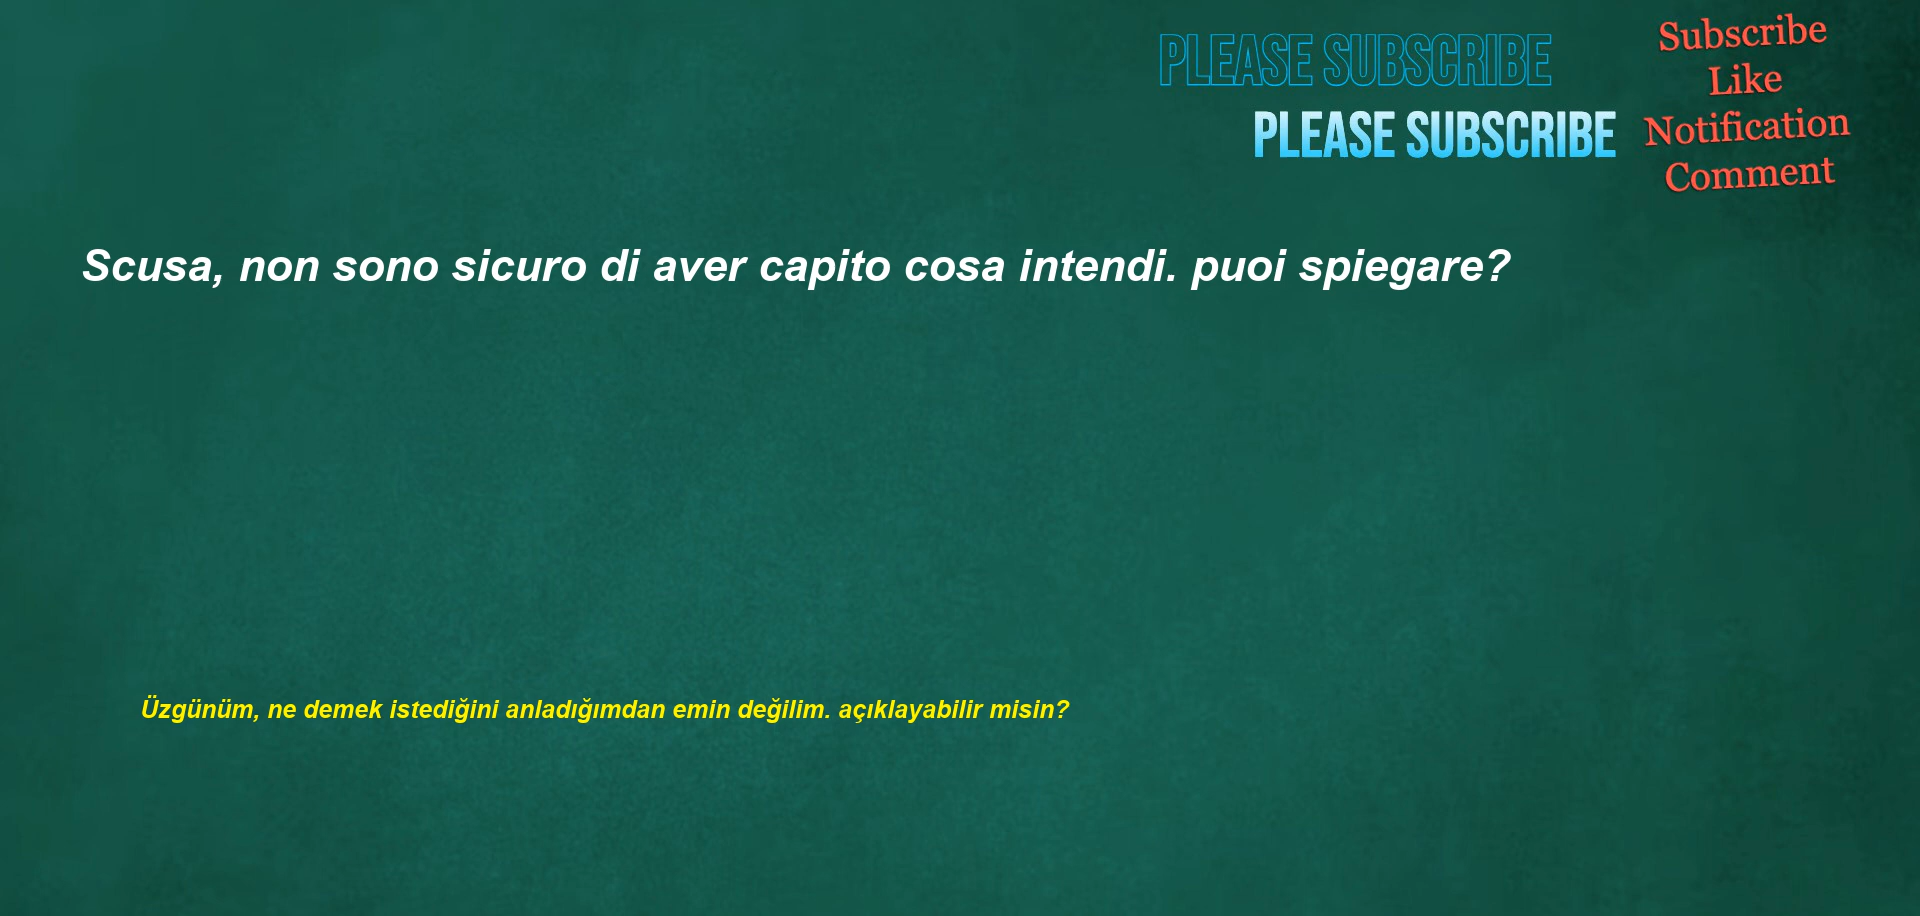 PLEASE SUBSCRIBE
PLEASE SUBSCRIBE
Subscribe
Like
Notification
Comment
Scusa, non sono sicuro di aver capito cosa intendi. puoi spiegare?
Üzgünüm, ne demek istediğini anladığımdan emin değilim. açıklayabilir misin?